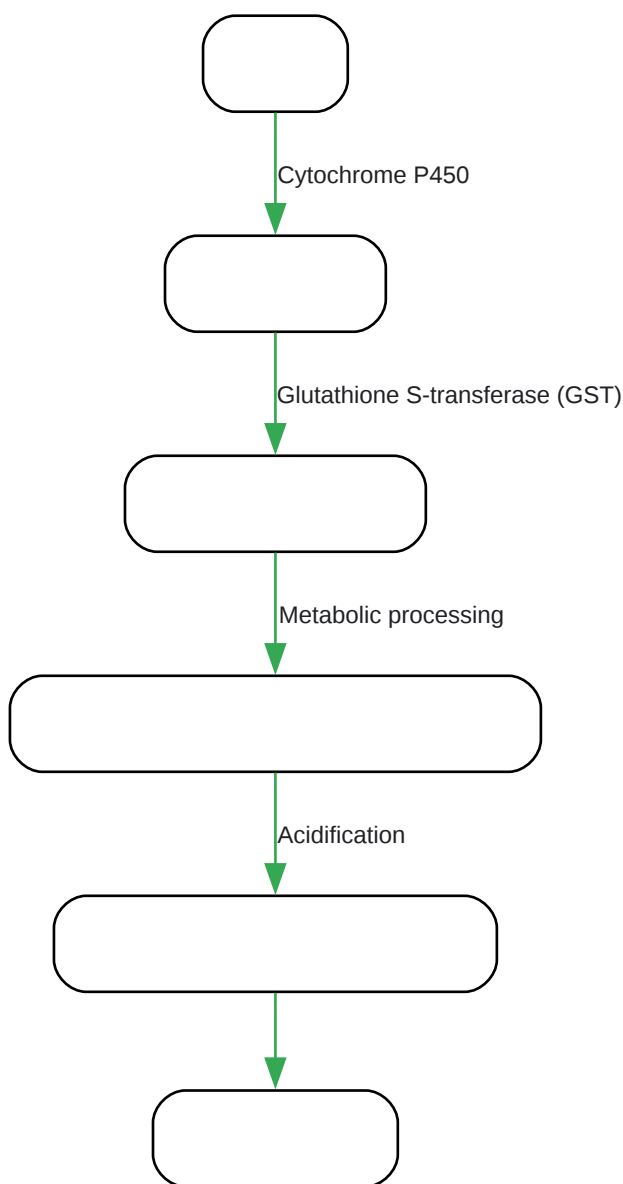 Cytochrome P450
Glutathione S-transferase (GST)
Metabolic processing
Acidification